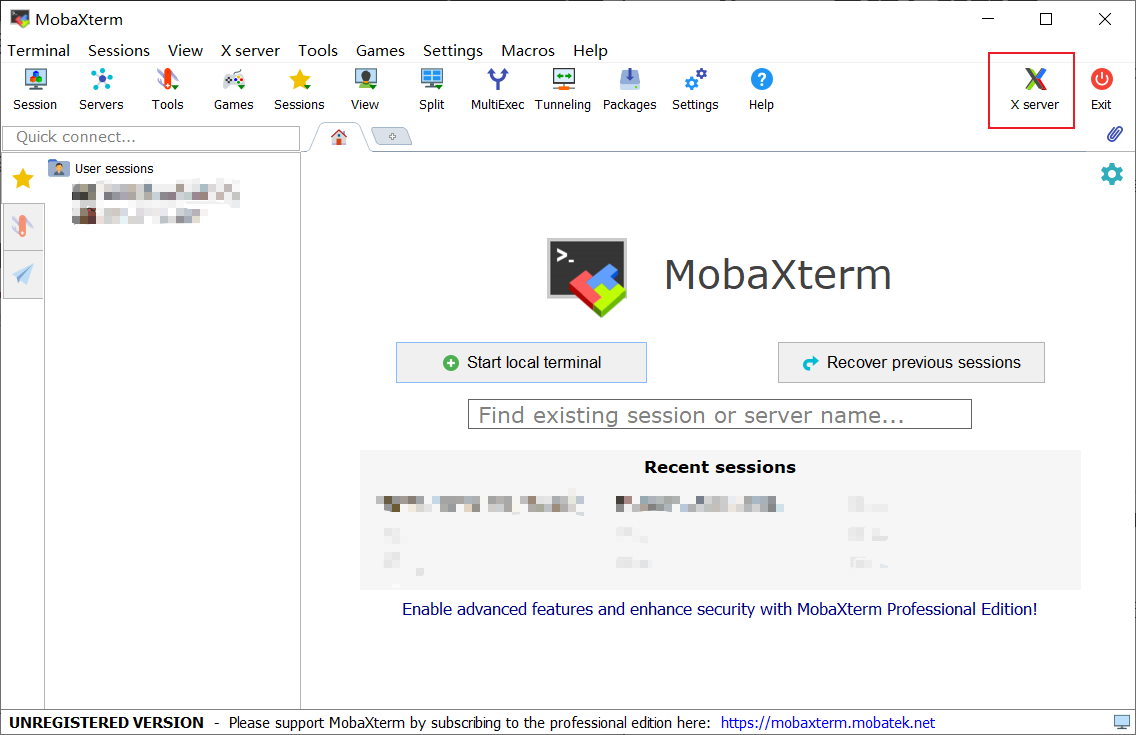 MobaXterm
Terminal Sessions View X server Tools Games Settings Macros Help
Session Servers Tools Games Sessions View Split MultiExec Tunneling Packages Settings Help X server Exit
Quick connect...
User sessions
>_
MobaXterm
Start local terminal Recover previous sessions
Find existing session or server name...
Recent sessions
Enable advanced features and enhance security with MobaXterm Professional Edition!
UNREGISTERED VERSION - Please support MobaXterm by subscribing to the professional edition here: https://mobaxterm.mobatek.net